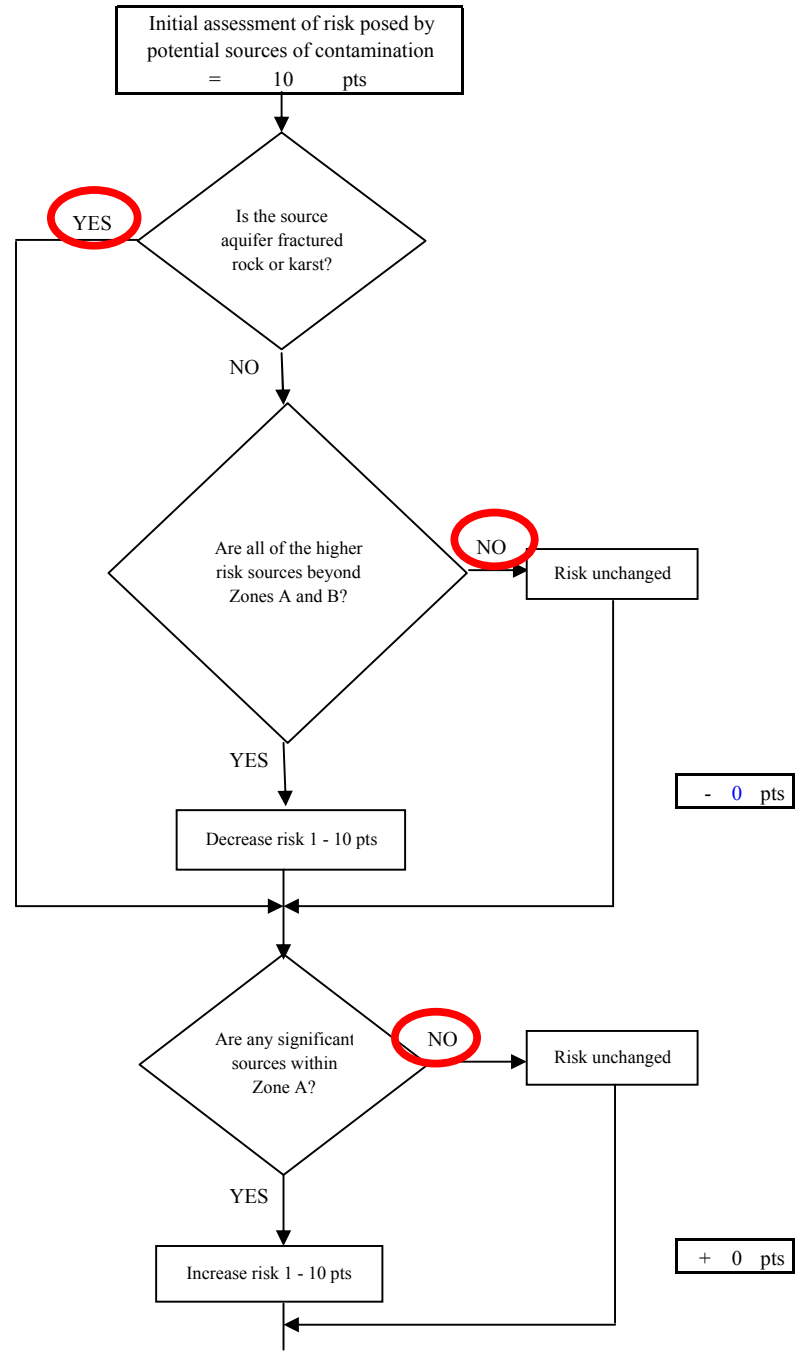 Initial assessment of risk posed by
potential sources of contamination
= 10 pts
YES
Is the source
aquifer fractured
rock or karst?
NO
Are all of the higher
risk sources beyond
Zones A and B?
NO
Risk unchanged
YES
- 0 pts
Decrease risk 1 - 10 pts
Are any significant
sources within
Zone A?
NO
Risk unchanged
YES
+ 0 pts
Increase risk 1 - 10 pts